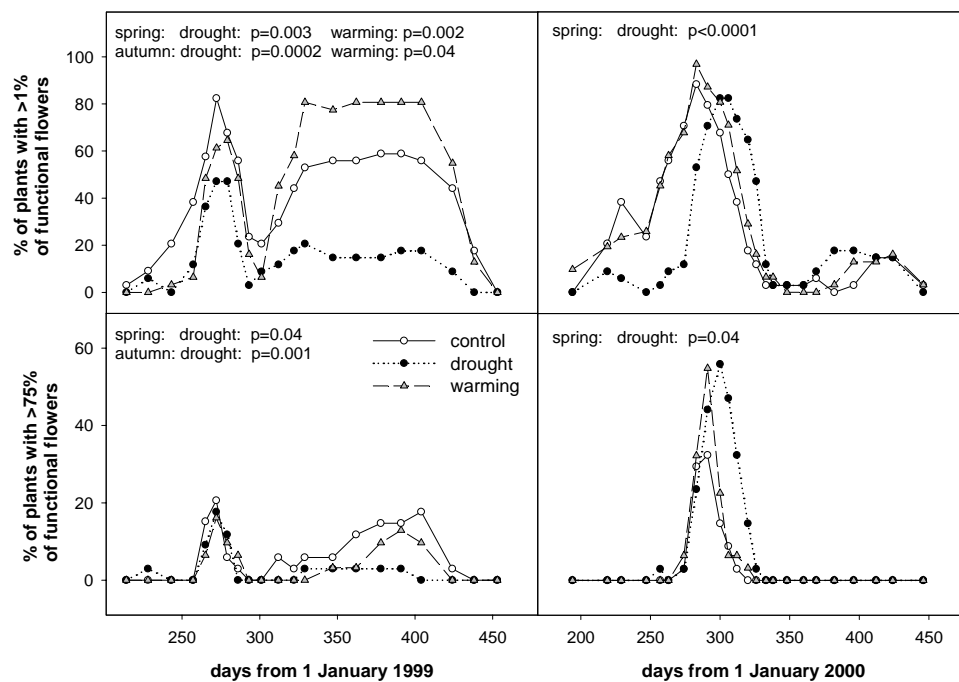 spring: drought: p=0.003 warming: p=0.002
autumn: drought: p=0.0002 warming: p=0.04
spring: drought: p<0.0001
% of plants with >1%
of functional flowers
100
80
60
40
20
0
spring: drought: p=0.04
autumn: drought: p=0.001
control
drought
warming
spring: drought: p=0.04
% of plants with >75%
of functional flowers
60
40
20
0
250 300 350 400 450
200 250 300 350 400 450
days from 1 January 1999
days from 1 January 2000